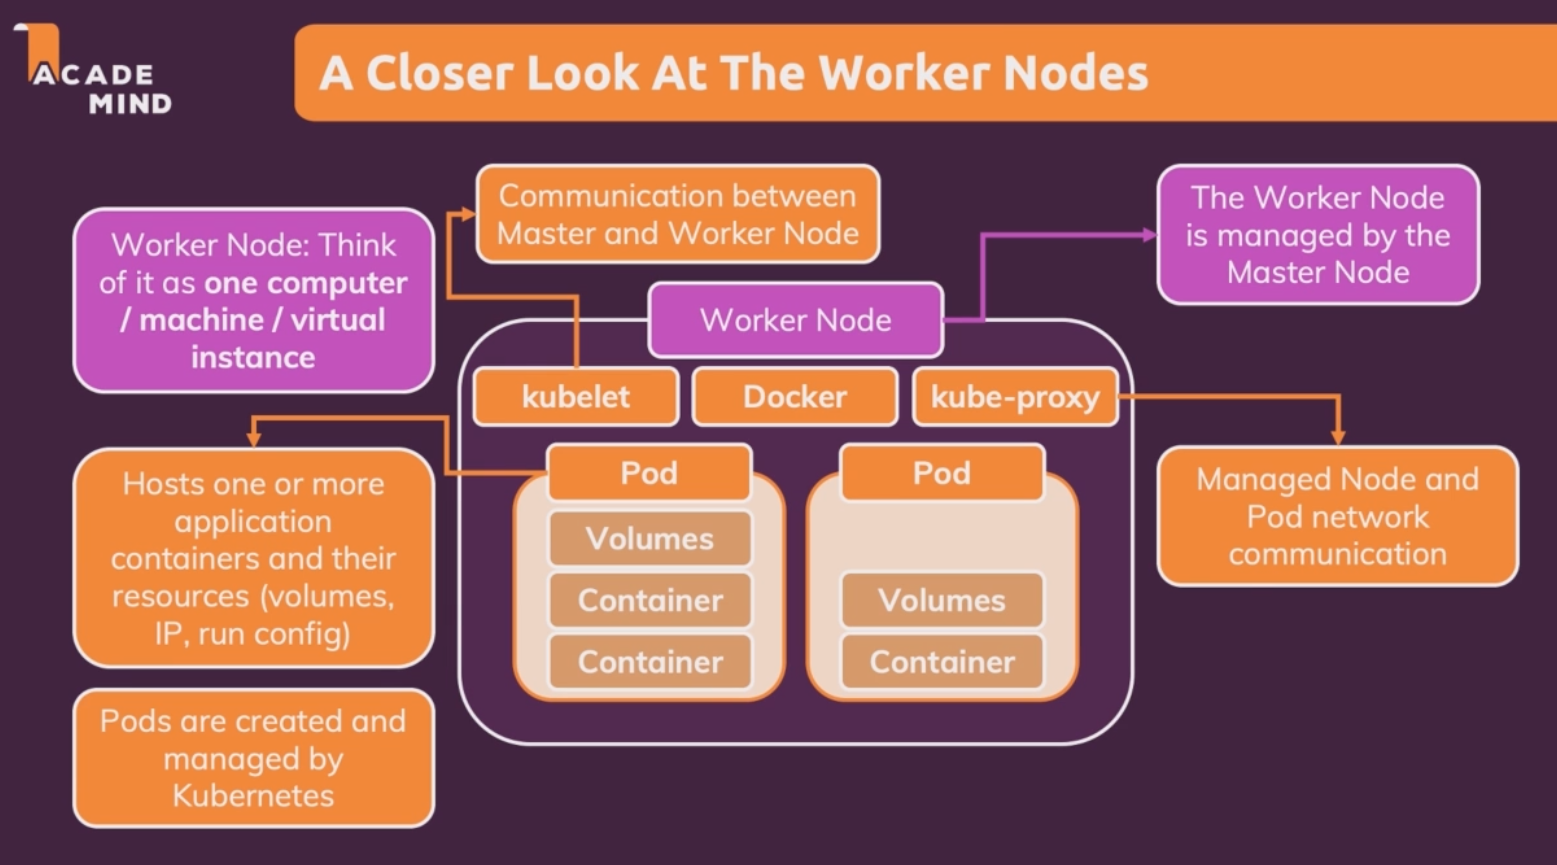 ACADE
MIND
A Closer Look At The Worker Nodes
Communication between
Master and Worker Node
The Worker Node
is managed by the
Master Node
Worker Node: Think
of it as one computer
/ machine / virtual
instance
Worker Node
kubelet
Docker
kube-proxy
Hosts one or more
application
containers and their
resources (volumes,
IP, run config)
Pod
Volumes
Container
Container
Pod
Volumes
Container
Managed Node and
Pod network
communication
Pods are created and
managed by
Kubernetes